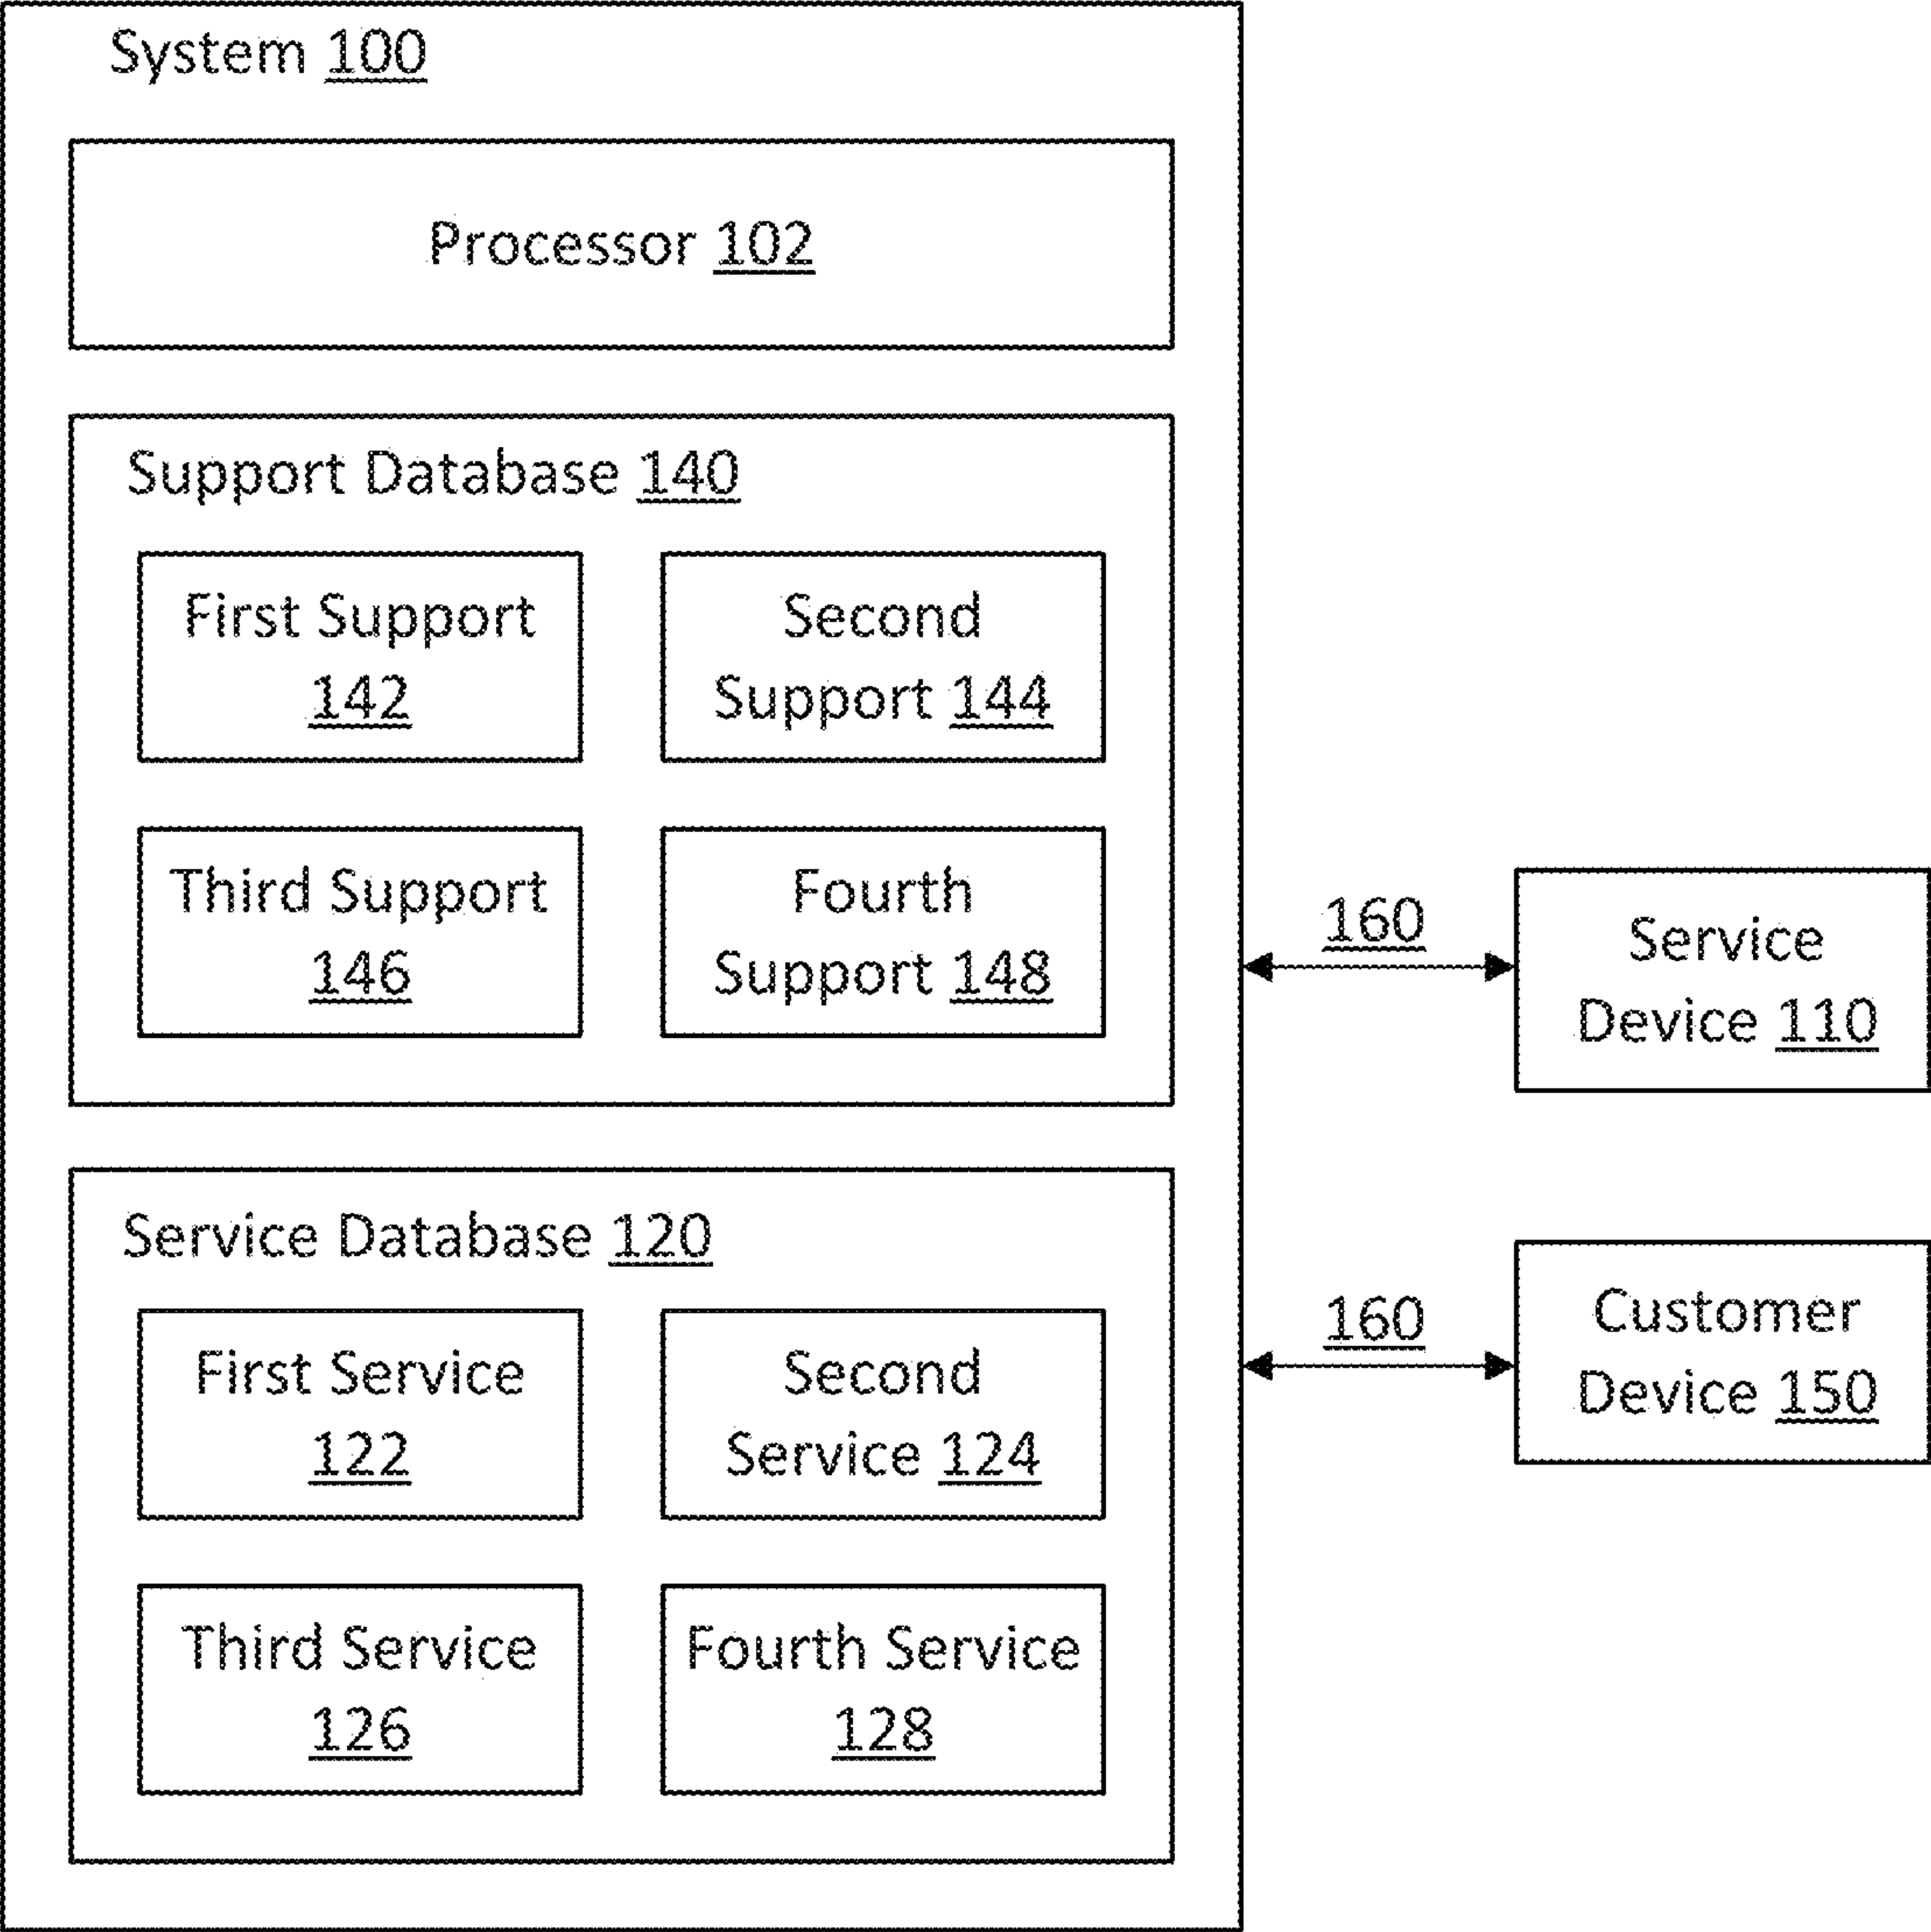 System 100
Processor 102
Support Database 140
First Support
142
Second
Support 144
Third Support
146
Fourth
Support 148
160
Service
Device 110
Service Database 120
First Service
122
Second
Service 124
160
Customer
Device 150
Third Service
126
Fourth Service
128